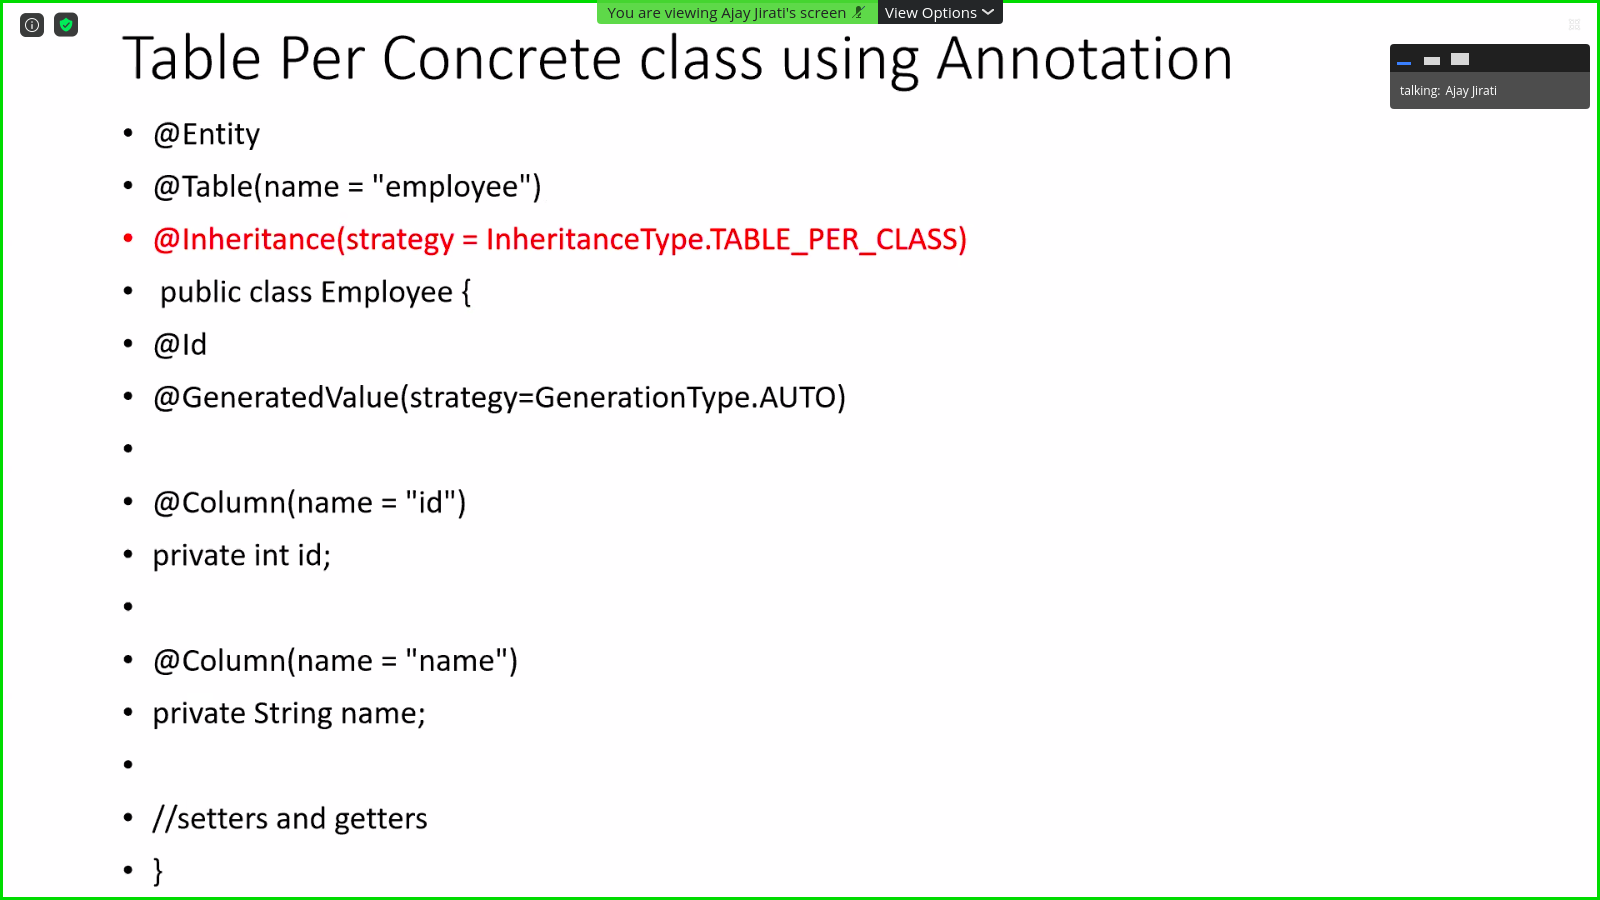 You are viewing Ajay Jirati's screen
View Options
Table Per Concrete class using Annotation
talking: Ajay Jirati
• @Entity
• @Table(name = "employee")
• @Inheritance(strategy = InheritanceType.TABLE_PER_CLASS)
• public class Employee {
• @Id
• @GeneratedValue(strategy=GenerationType.AUTO)
•
• @Column(name = "id")
• private int id;
•
• @Column(name = "name")
• private String name;
•
• //setters and getters
• }